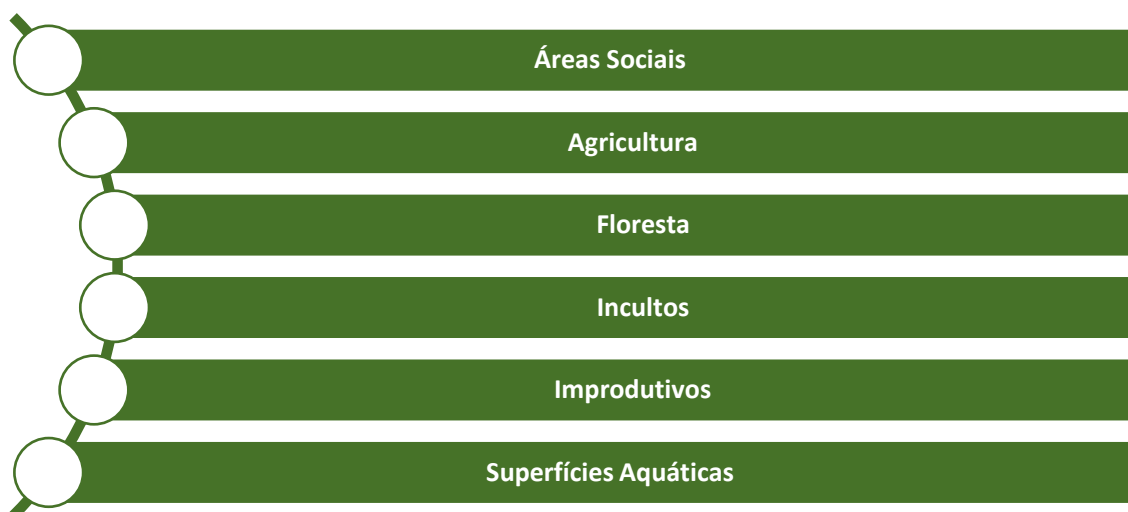 Áreas Sociais
Agricultura
Floresta
Incultos
Improdutivos
Superfícies Aquáticas